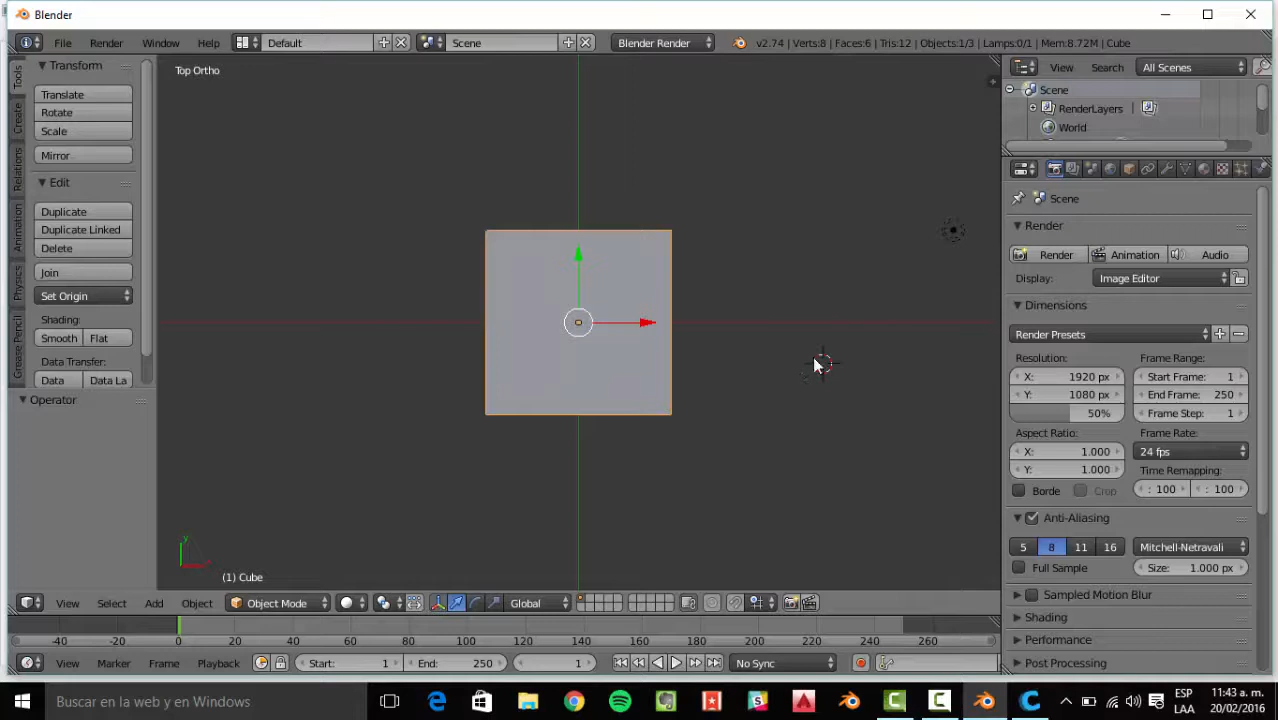 Blender
File Render Window Help Default Scene Blender Render v2.74 | Verts:8 | Faces:6 | Tris:12 | Objects:1/3 | Lamps:0/1 | Mem:8.72M | Cube
Tools
Create
Relations
Animation
Physics
Grease Pencil
Transform
Translate
Rotate
Scale
Mirror
Edit
Duplicate
Duplicate Linked
Delete
Join
Set Origin
Shading:
Smooth Flat
Data Transfer:
Data Data La
Operator
Top Ortho
y
(1) Cube
View Search All Scenes
Scene
RenderLayers
World
Scene
Render
Render Animation Audio
Display: Image Editor
Dimensions
Render Presets
Resolution: Frame Range:
X: 1920 px Start Frame: 1
Y: 1080 px End Frame: 250
50% Frame Step: 1
Aspect Ratio: Frame Rate:
X: 1.000 24 fps
Y: 1.000 Time Remapping:
Borde Crop : 100 : 100
Anti-Aliasing
5 8 11 16 Mitchell-Netravali
Full Sample Size: 1.000 px
Sampled Motion Blur
Shading
Performance
Post Processing
View Select Add Object Object Mode Global
-40 -20 0 20 40 60 80 100 120 140 160 180 200 220 240 260
View Marker Frame Playback Start: 1 End: 250 1 No Sync
Buscar en la web y en Windows
ESP
LAA
11:43 a. m.
20/02/2016